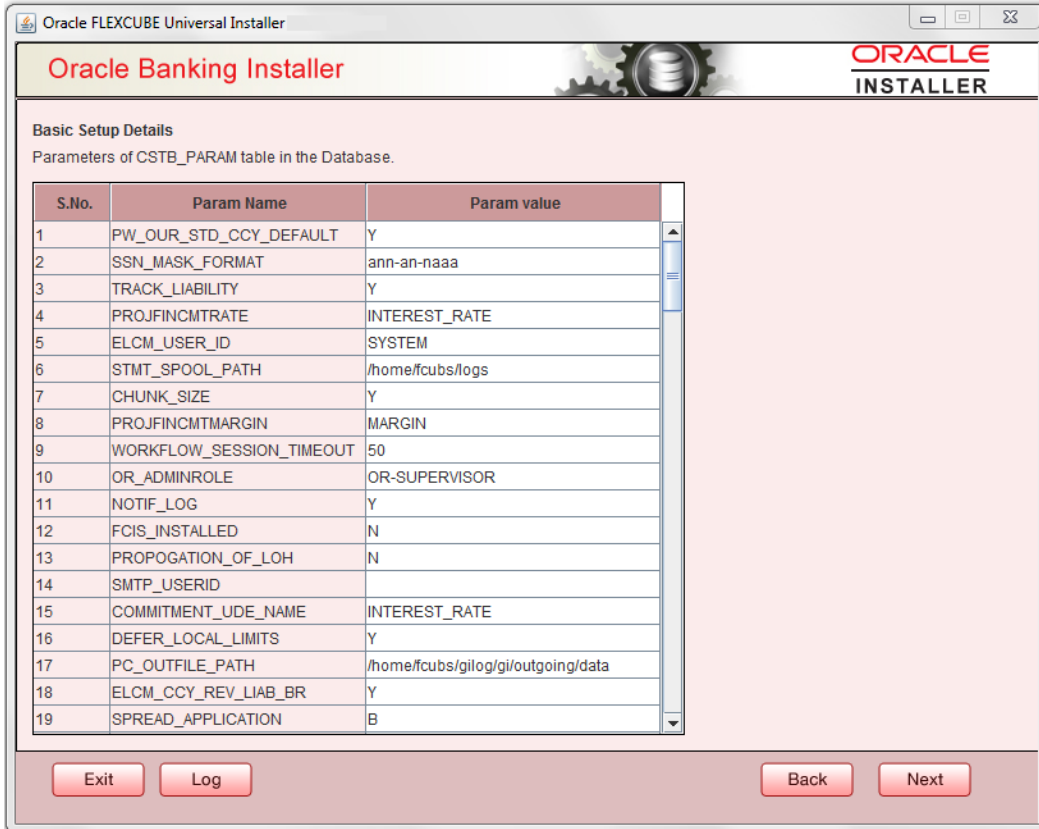 Oracle FLEXCUBE Universal Installer
Oracle Banking Installer
ORACLE
INSTALLER
Basic Setup Details
Parameters of CSTB_PARAM table in the Database.
S.No. Param Name Param value
1 PW_OUR_STD_CCY_DEFAULT Y
2 SSN_MASK_FORMAT ann-an-naaa
3 TRACK_LIABILITY Y
4 PROJFINCMTRATE INTEREST_RATE
5 ELCM_USER_ID SYSTEM
6 STMT_SPOOL_PATH /home/fcubs/logs
7 CHUNK_SIZE Y
8 PROJFINCMTMARGIN MARGIN
9 WORKFLOW_SESSION_TIMEOUT 50
10 OR_ADMINROLE OR-SUPERVISOR
11 NOTIF_LOG Y
12 FCIS_INSTALLED N
13 PROPOGATION_OF_LOH N
14 SMTP_USERID
15 COMMITMENT_UDE_NAME INTEREST_RATE
16 DEFER_LOCAL_LIMITS Y
17 PC_OUTFILE_PATH /home/fcubs/gilog/gi/outgoing/data
18 ELCM_CCY_REV_LIAB_BR Y
19 SPREAD_APPLICATION B
Exit Log Back Next